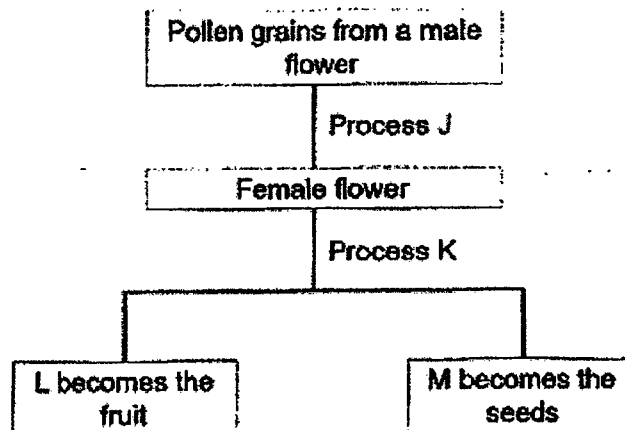 Pollen grains from a male
flower
Process J
Female flower
Process K
L becomes the
fruit
M becomes the
seeds